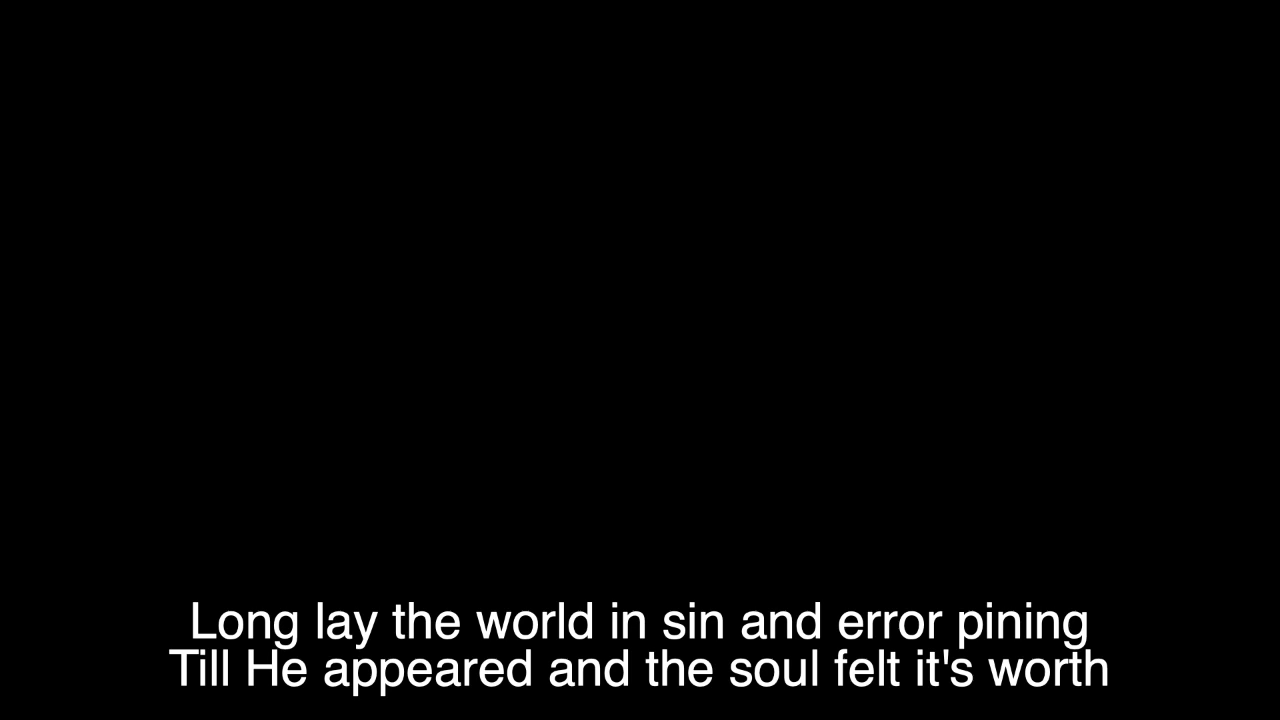 Long lay the world in sin and error pining
Till He appeared and the soul felt it's worth